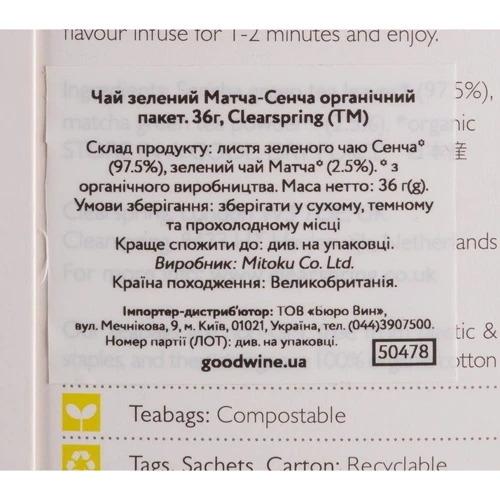 flavour infuse for 1-2 minutes and enjoy.
Чай зелений Матча-Сенча органічний
пакет. 36г, Clearspring (ТМ)
Склад продукту: листя зеленого чаю Сенча°
(97.5%), зелений чай Матча° (2.5%). ° з
органічного виробництва. Маса нетто: 36 г(g).
Умови зберігання: зберігати у сухому, темному
та прохолодному місці
Краще спожити до: див. на упаковці.
Виробник: Mitoku Co. Ltd.
Країна походження: Великобританія.
Імпортер-дистриб'ютор: ТОВ «Бюро Вин»,
вул. Мечнікова, 9, м. Київ, 01021, Україна, тел. (044)3907500.
Номер партії (ЛОТ): див. на упаковці.
50478
goodwine.ua
Teabags: Compostable
Tags, Sachets, Carton: Recyclable